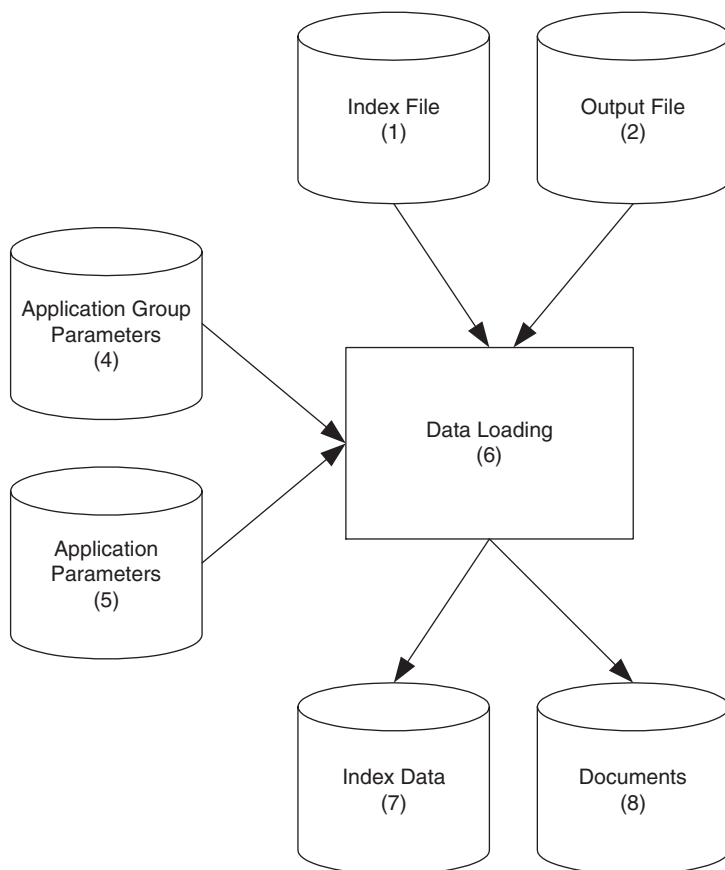 Index File
(1)
Output File
(2)
Application Group
Parameters
(4)
Data Loading
(6)
Application
Parameters
(5)
Index Data
(7)
Documents
(8)